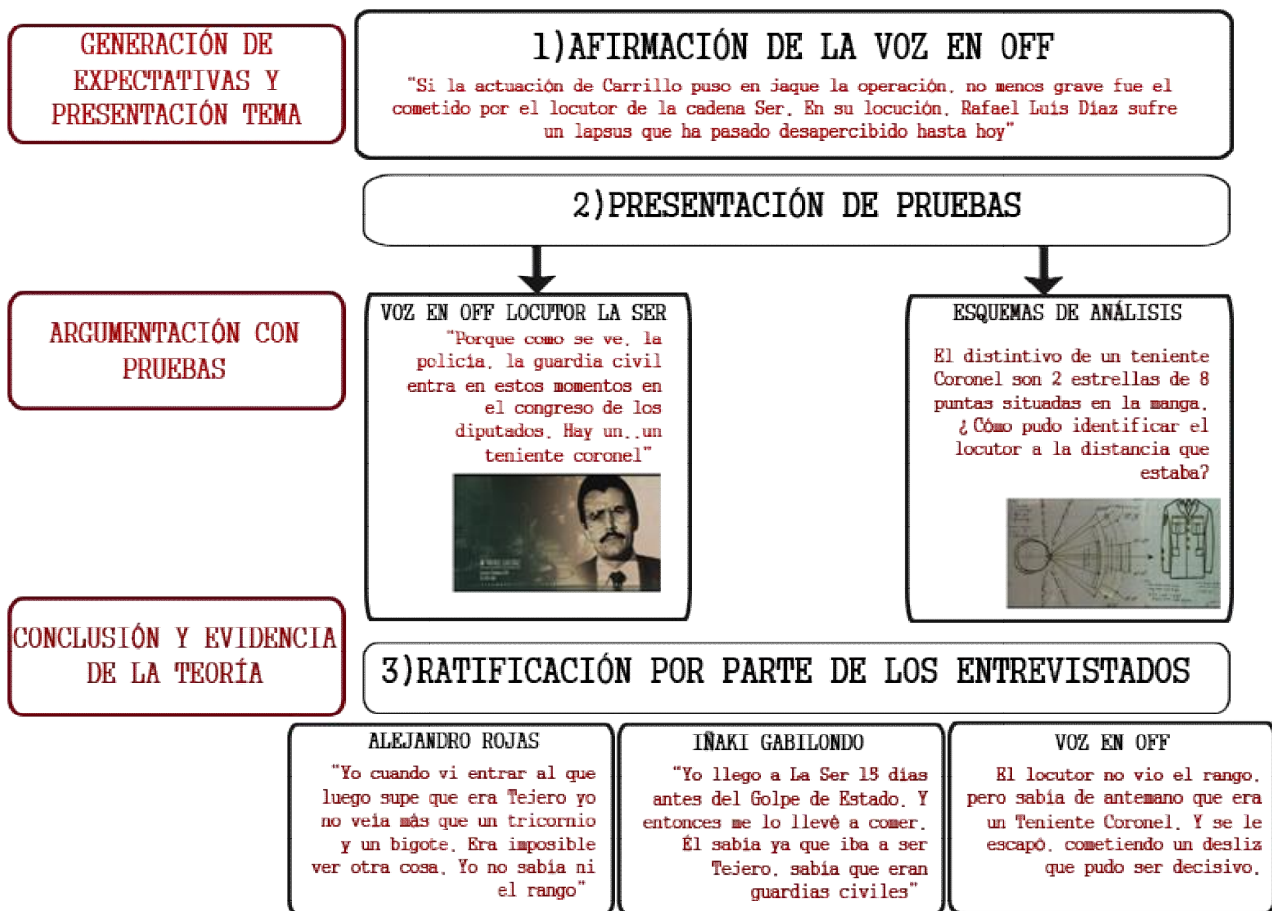 GENERACIÓN DE
EXPECTATIVAS Y
PRESENTACIÓN TEMA
1)AFIRMACIÓN DE LA VOZ EN OFF
"Si la actuación de Carrillo puso en jaque la operación, no menos grave fue el
cometido por el locutor de la cadena Ser. En su locución, Rafael Luis Díaz sufre
un lapsus que ha pasado desapercibido hasta hoy"
2)PRESENTACIÓN DE PRUEBAS
ARGUMENTACIÓN CON
PRUEBAS
VOZ EN OFF LOCUTOR LA SER
"Porque como se ve, la
policía, la guardia civil
entra en estos momentos en
el congreso de los
diputados. Hay un..un
teniente coronel"
ESQUEMAS DE ANÁLISIS
El distintivo de un teniente
Coronel son 2 estrellas de 8
puntas situadas en la manga.
¿Cómo pudo identificar el
locutor a la distancia que
estaba?
CONCLUSIÓN Y EVIDENCIA
DE LA TEORÍA
3)RATIFICACIÓN POR PARTE DE LOS ENTREVISTADOS
ALEJANDRO ROJAS
"Yo cuando vi entrar al que
luego supe que era Tejero yo
no veía más que un tricornio
y un bigote. Era imposible
ver otra cosa. Yo no sabía ni
el rango"
IÑAKI GABILONDO
"Yo llego a La Ser 15 días
antes del Golpe de Estado. Y
entonces me lo llevé a comer.
Él sabía ya que iba a ser
Tejero, sabía que eran
guardias civiles"
VOZ EN OFF
El locutor no vio el rango,
pero sabía de antemano que era
un Teniente Coronel. Y se le
escapó, cometiendo un desliz
que pudo ser decisivo.